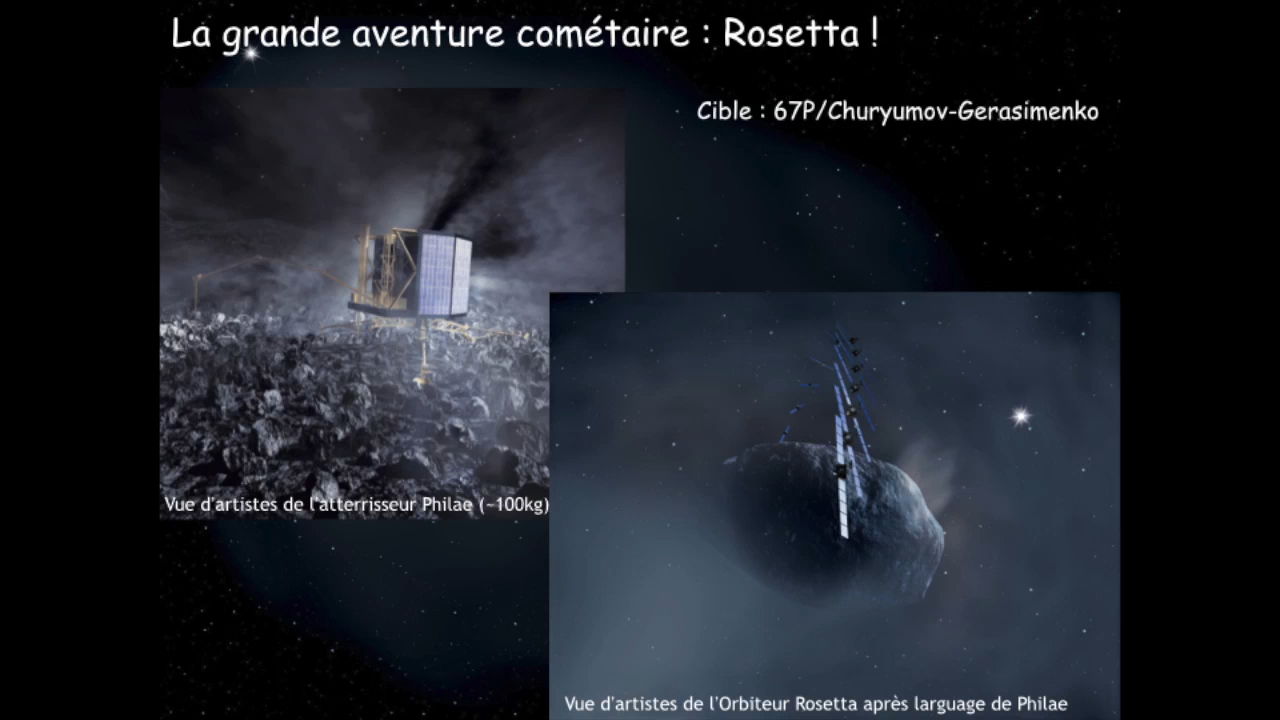 La grande aventure cométaire : Rosetta !
Cible : 67P/Churyumov-Gerasimenko
Vue d'artistes de l'atterrisseur Philae (~100kg)
Vue d'artistes de l'Orbiteur Rosetta après larguage de Philae